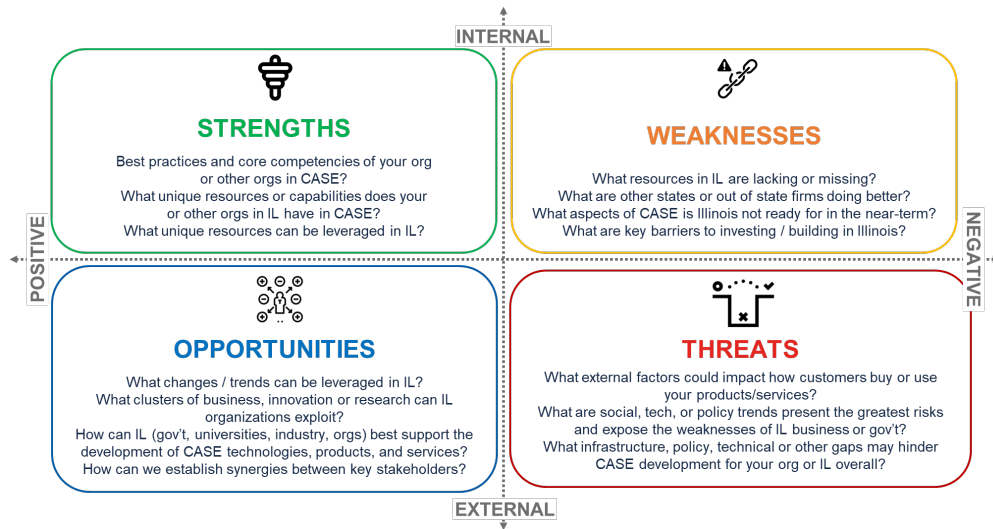 INTERNAL
STRENGTHS
Best practices and core competencies of your org
or other orgs in CASE?
What unique resources or capabilities does your
or other orgs in IL have in CASE?
What unique resources can be leveraged in IL?
WEAKNESSES
What resources in IL are lacking or missing?
What are other states or out of state firms doing better?
What aspects of CASE is Illinois not ready for in the near-term?
What are key barriers to investing / building in Illinois?
POSITIVE
NEGATIVE
OPPORTUNITIES
What changes / trends can be leveraged in IL?
What clusters of business, innovation or research can IL
organizations exploit?
How can IL (gov't, universities, industry, orgs) best support the
development of CASE technologies, products, and services?
How can we establish synergies between key stakeholders?
THREATS
What external factors could impact how customers buy or use
your products/services?
What are social, tech, or policy trends present the greatest risks
and expose the weaknesses of IL business or gov't?
What infrastructure, policy, technical or other gaps may hinder
CASE development for your org or IL overall?
EXTERNAL